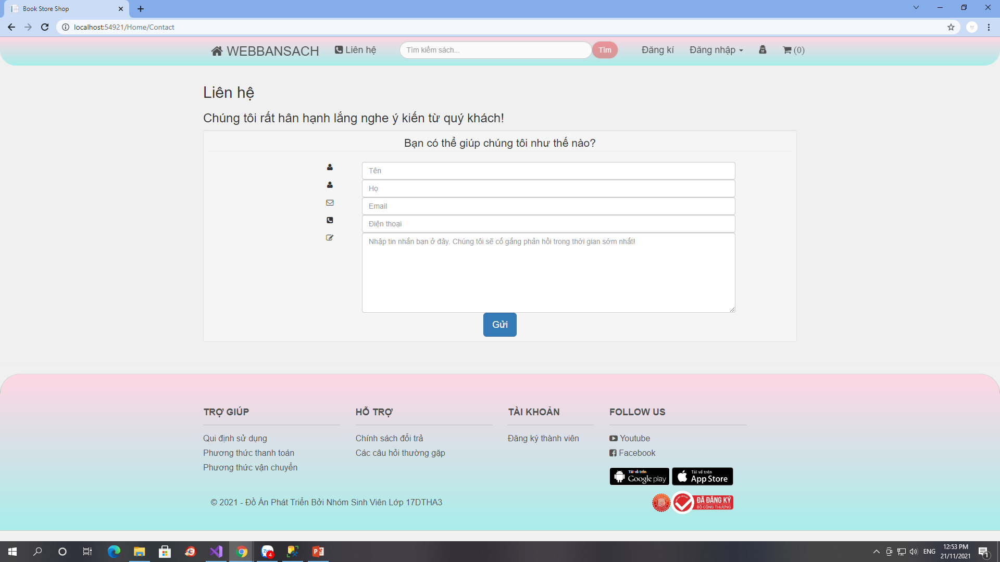 Book Store Shop
localhost:54921/Home/Contact
WEBBANSACH
Liên hệ
Tìm kiếm sách...
Tìm
Đăng kí
Đăng nhập
(0)
Liên hệ
Chúng tôi rất hân hạnh lắng nghe ý kiến từ quý khách!
Bạn có thể giúp chúng tôi như thế nào?
Tên
Họ
Email
Điện thoại
Nhập tin nhắn bạn ở đây. Chúng tôi sẽ cố gắng phản hồi trong thời gian sớm nhất!
Gửi
TRỢ GIÚP
Qui định sử dụng
Phương thức thanh toán
Phương thức vận chuyển
HỖ TRỢ
Chính sách đổi trả
Các câu hỏi thường gặp
TÀI KHOẢN
Đăng ký thành viên
FOLLOW US
Youtube
Facebook
Tải về trên
Google play
Tải về trên
App Store
© 2021 - Đồ Án Phát Triển Bởi Nhóm Sinh Viên Lớp 17DTHA3
ĐÃ ĐĂNG KÝ
BỘ CÔNG THƯƠNG
Zalo
4
ENG
12:53 PM
21/11/2021
1